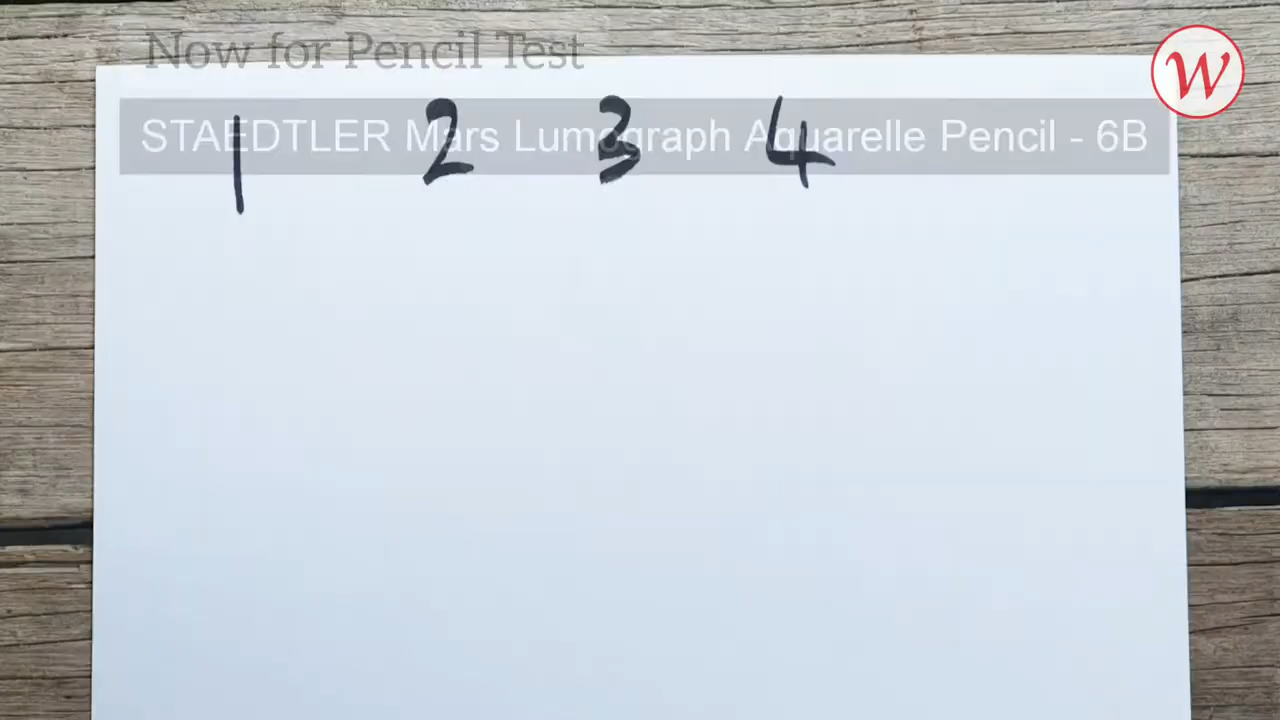 Now for Pencil Test
W
STAEDTLER Mars Lumograph Aquarelle Pencil - 6B
1 2 3 4